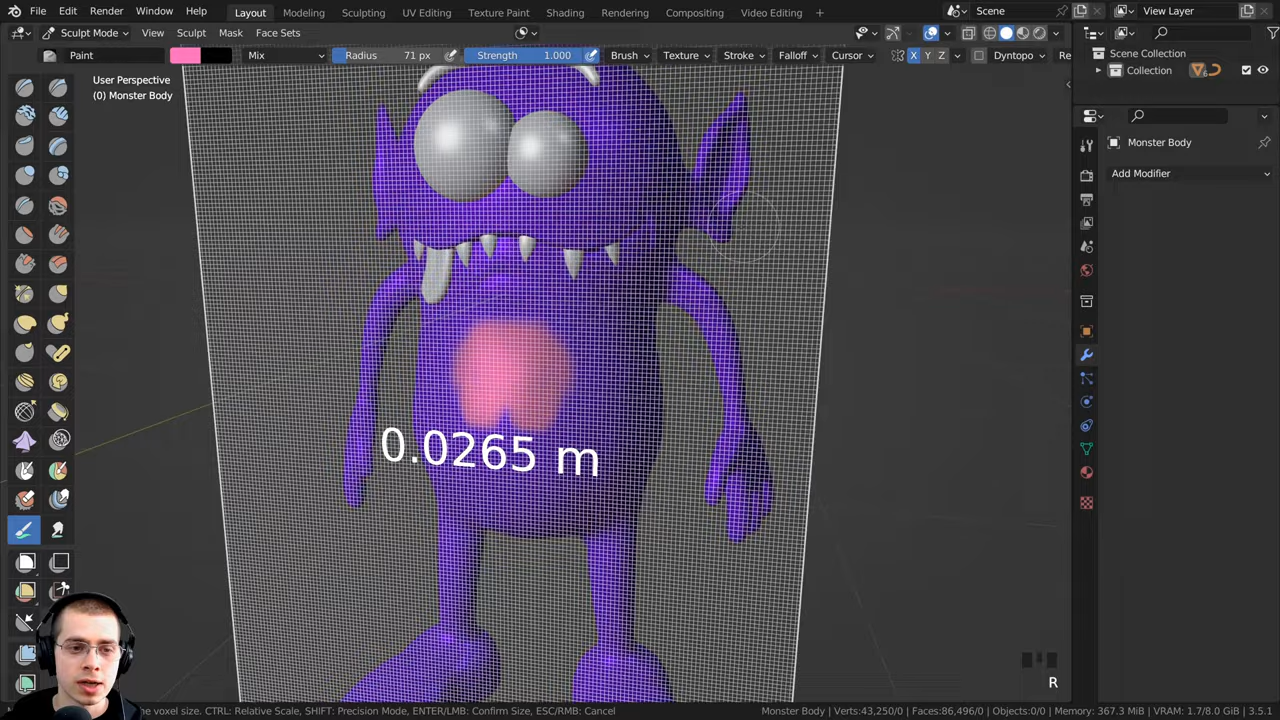 File Edit Render Window Help Layout Modeling Sculpting UV Editing Texture Paint Shading Rendering Compositing Video Editing + Scene View Layer
Sculpt Mode View Sculpt Mask Face Sets
Scene Collection
Paint Mix Radius 71 px Strength 1.000 Brush Texture Stroke Falloff Cursor X Y Z Dyntopo Re
Collection
User Perspective
(0) Monster Body
Monster Body
Add Modifier
0.0265 m
R
he voxel size. CTRL: Relative Scale, SHIFT: Precision Mode, ENTER/LMB: Confirm Size, ESC/RMB: Cancel
Monster Body | Verts:43,250/0 | Faces:86,496/0 | Objects:0/0 | Memory: 367.3 MiB | VRAM: 1.7/8.0 GiB | 3.5.1